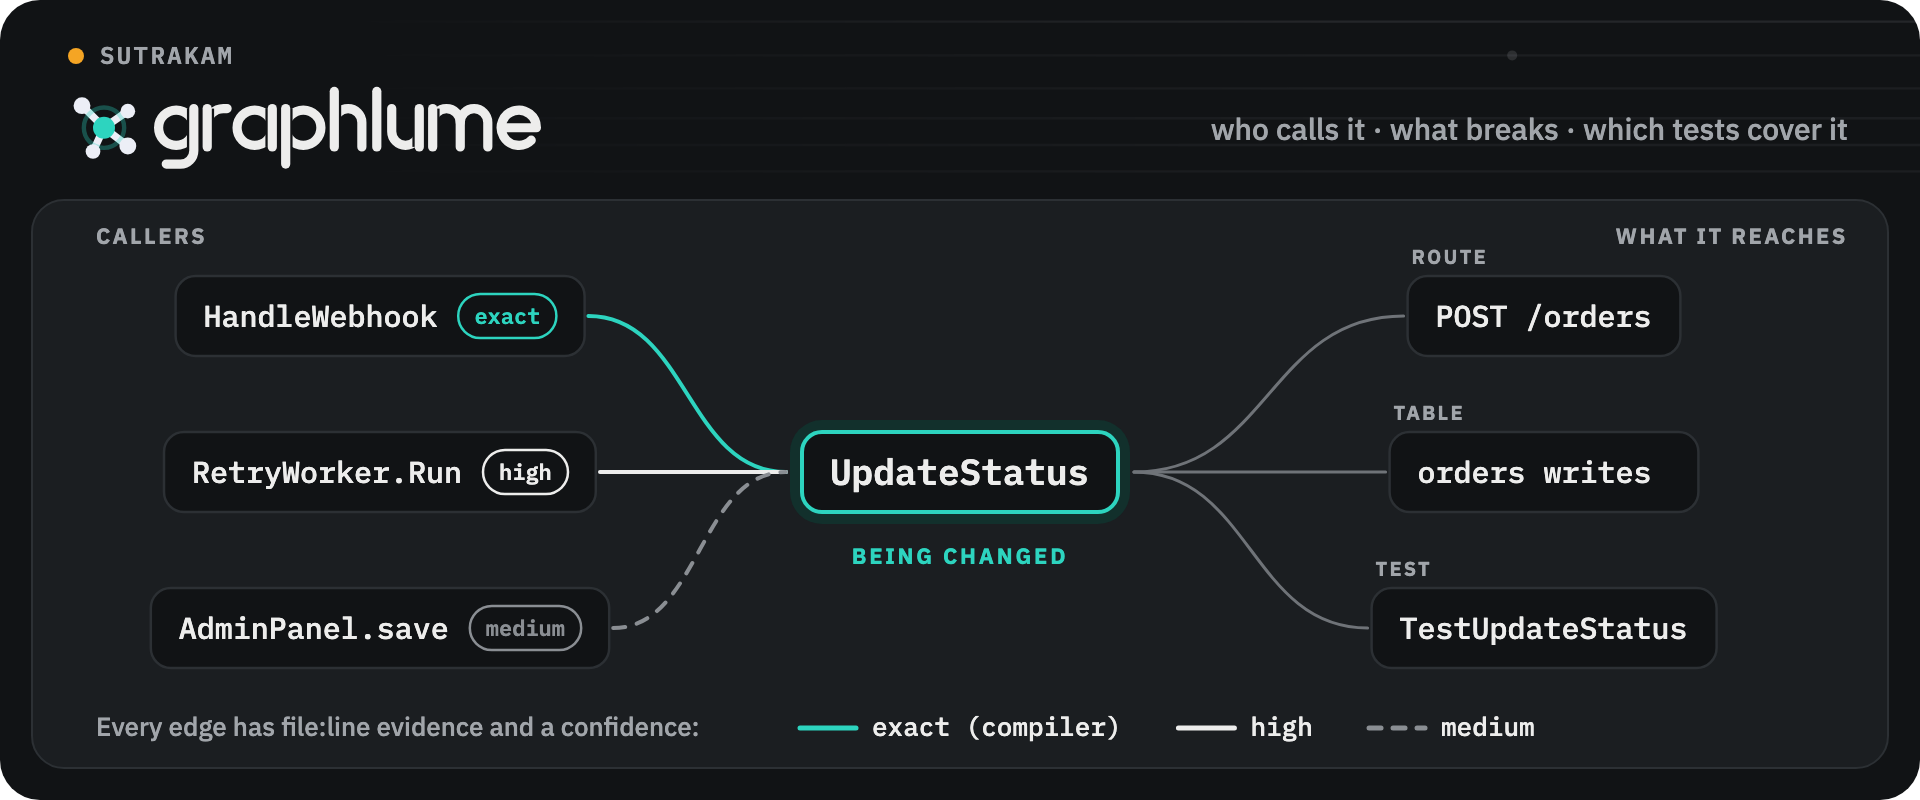 SUTRAKAM
graphlume
who calls it · what breaks · which tests cover it
CALLERS
WHAT IT REACHES
ROUTE
HandleWebhook exact
POST /orders
TABLE
RetryWorker.Run high
UpdateStatus
orders writes
BEING CHANGED
TEST
AdminPanel.save medium
TestUpdateStatus
Every edge has file:line evidence and a confidence:
exact (compiler)
high
medium